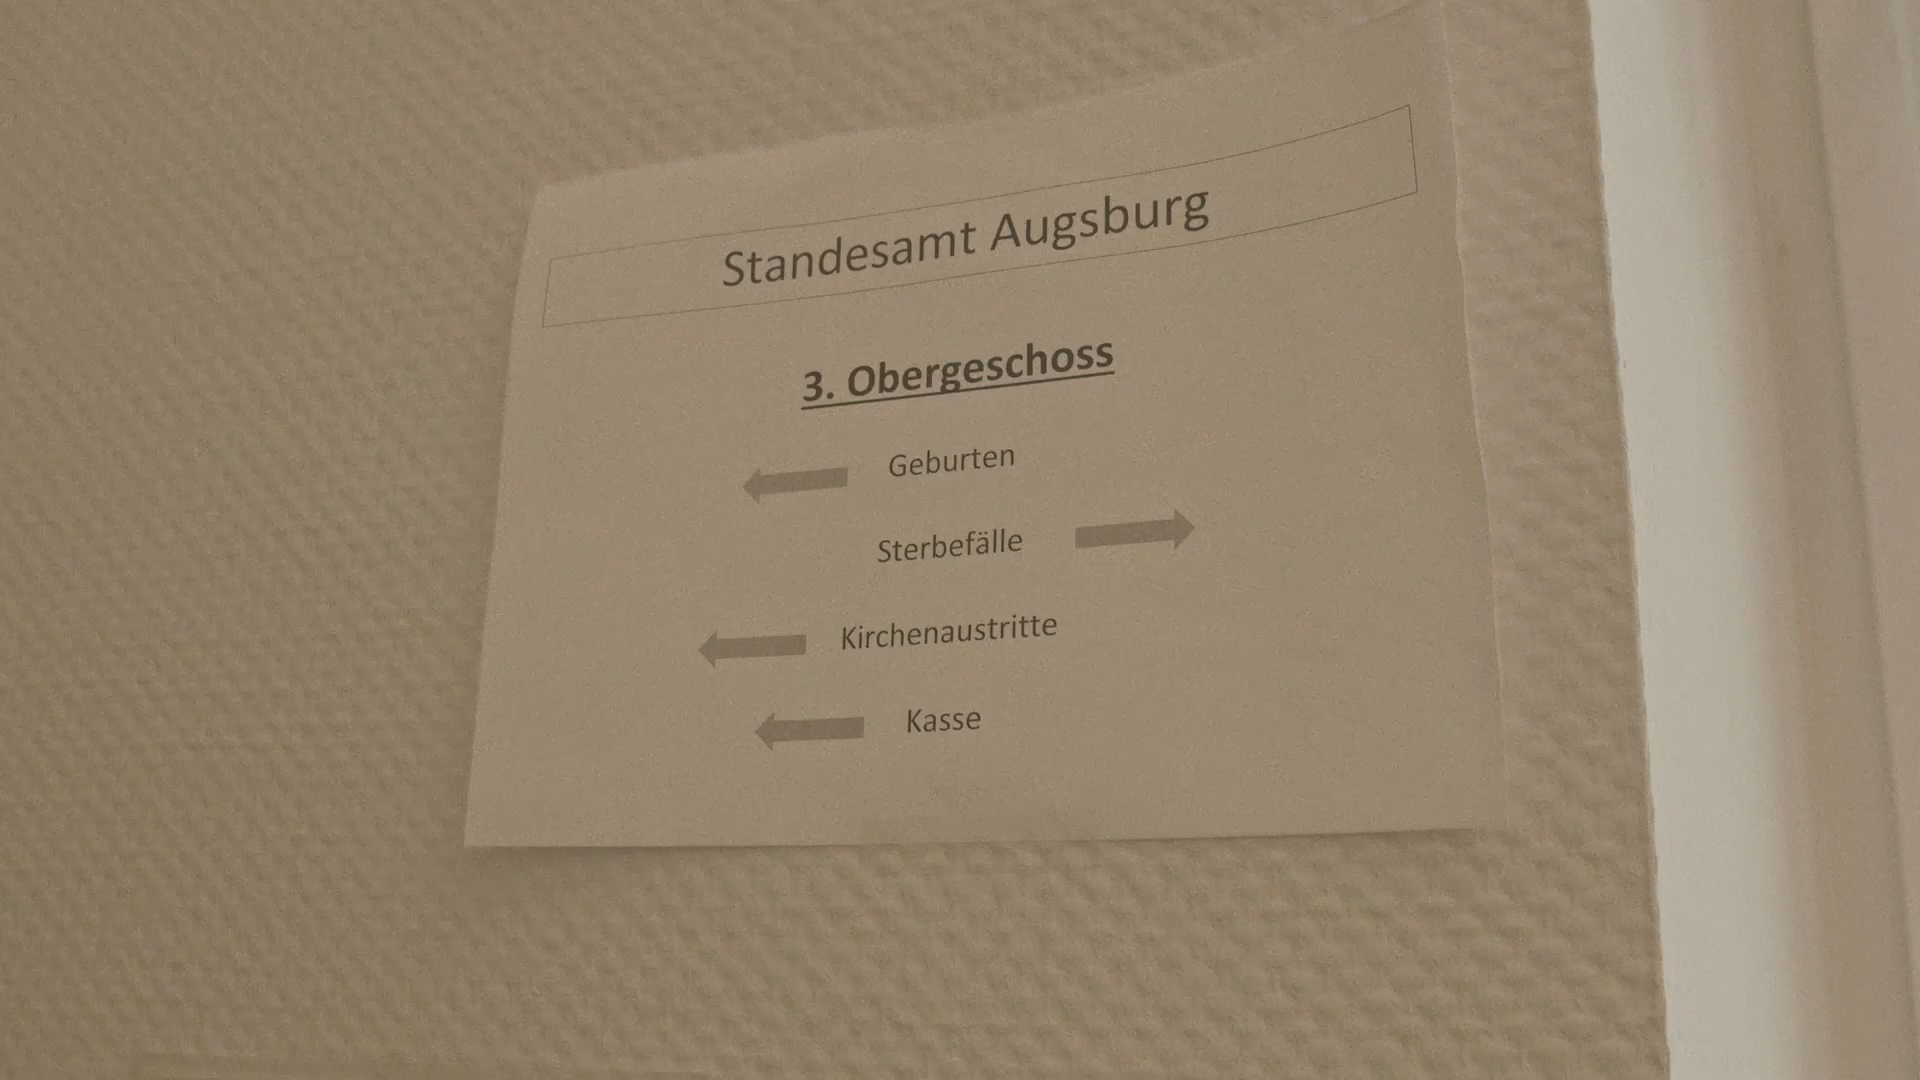 Standesamt Augsburg
3. Obergeschoss
Geburten
Sterbefälle
Kirchenaustritte
Kasse